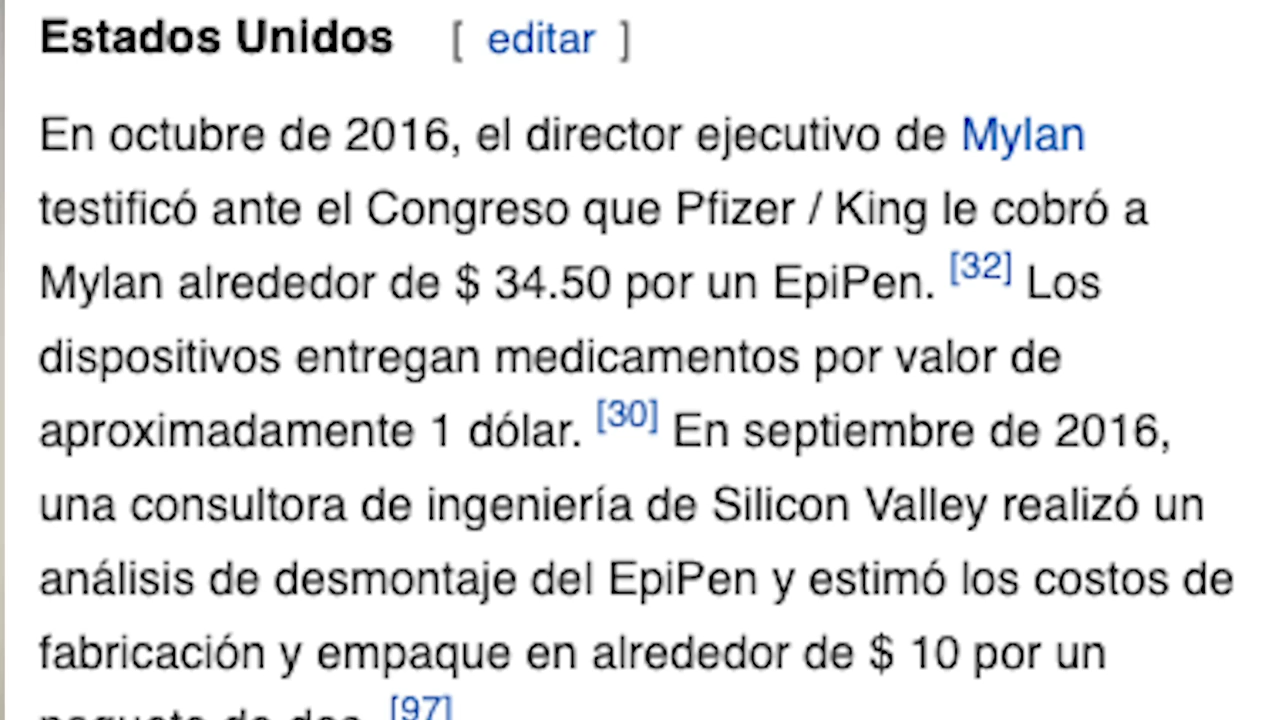 Estados Unidos [ editar ]
En octubre de 2016, el director ejecutivo de Mylan
testificó ante el Congreso que Pfizer / King le cobró a
Mylan alrededor de $ 34.50 por un EpiPen. [32] Los
dispositivos entregan medicamentos por valor de
aproximadamente 1 dólar. [30] En septiembre de 2016,
una consultora de ingeniería de Silicon Valley realizó un
análisis de desmontaje del EpiPen y estimó los costos de
fabricación y empaque en alrededor de $ 10 por un
paquete de dos. [97]